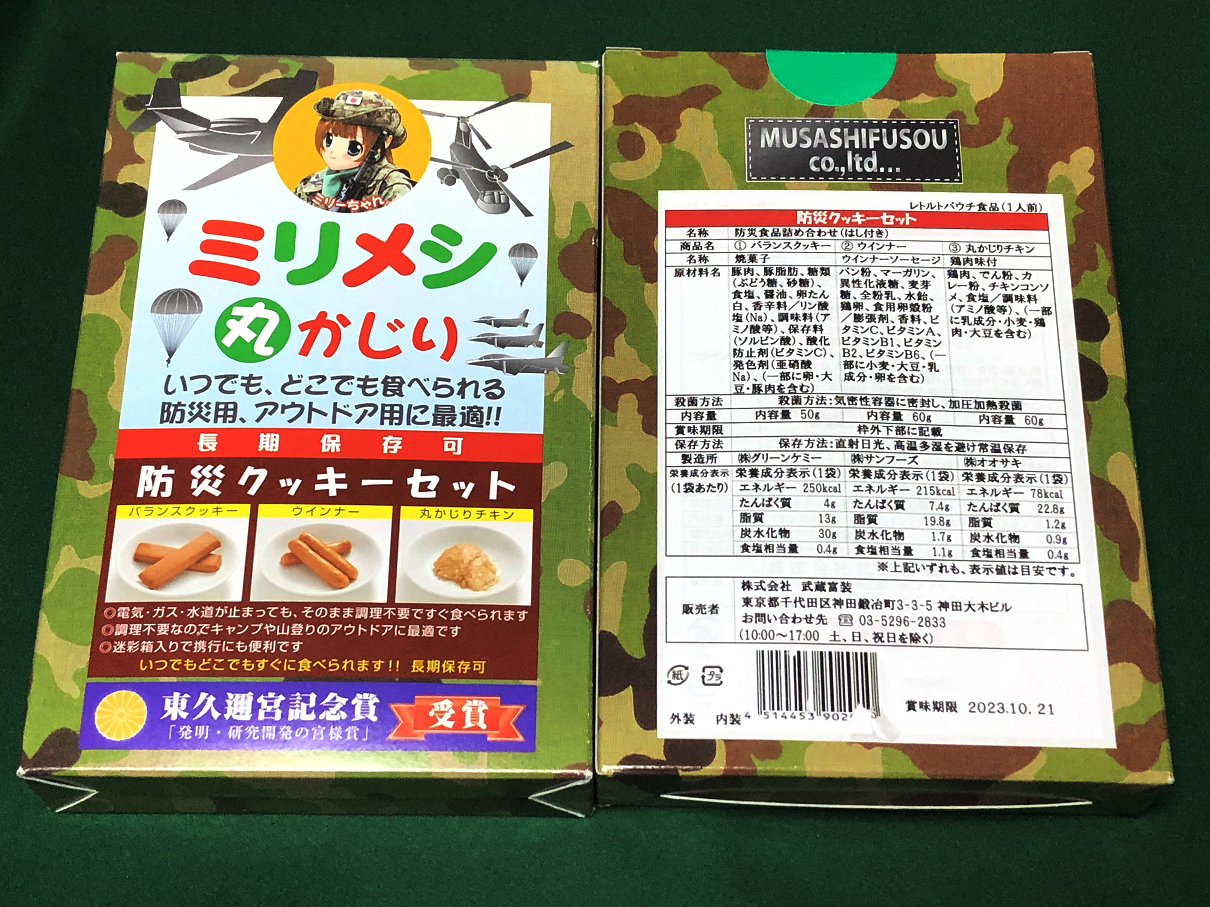 ミリーちゃん
ミリメシ
丸かじり
いつでも、どこでも食べられる
防災用、アウトドア用に最適!!
長期保存可
防災クッキーセット
バランスクッキー
ウインナー
丸かじりチキン
◎電気・ガス・水道が止まっても、そのまま調理不要ですぐ食べられます
◎調理不要なのでキャンプや山登りのアウトドアに最適です
◎迷彩箱入りで携行にも便利です
いつでもどこでもすぐに食べられます!! 長期保存可
東久邇宮記念賞
「発明・研究開発の宮様賞」
受賞
MUSASHIFUSOU
co.,ltd...
レトルトパウチ食品(1人前)
防災クッキーセット
名称 防災食品詰め合わせ(はし付き)
商品名 ① バランスクッキー ② ウインナー ③ 丸かじりチキン
名称 焼菓子 ウインナーソーセージ 鶏肉味付
原材料名
豚肉、豚脂肪、糖類
(ぶどう糖、砂糖)、
食塩、醤油、卵たん
白、香辛料/リン酸
塩(Na)、調味料(ア
ミノ酸等)、保存料
(ソルビン酸)、酸化
防止剤(ビタミンC)、
発色剤(亜硝酸
Na)、(一部に卵・大
豆・豚肉を含む)
パン粉、マーガリン、
異性化液糖、麦芽
糖、全粉乳、水飴、
鶏卵、食用卵殻粉
/膨張剤、香料、ビ
タミンC、ビタミンA、
ビタミンB1、ビタミン
B2、ビタミンB6、(一
部に小麦・大豆・乳
成分・卵を含む)
鶏肉、でん粉、カ
レー粉、チキンコンソ
メ、食塩/調味料
(アミノ酸等)、(一部
に乳成分・小麦・鶏
肉・大豆を含む)
殺菌方法 殺菌方法:気密性容器に密封し、加圧加熱殺菌
内容量 内容量 50g 内容量 60g 内容量 60g
賞味期限 枠外下部に記載
保存方法 保存方法:直射日光、高温多湿を避け常温保存
製造所 ㈱グリーンケミー ㈱サンフーズ ㈱オオサキ
栄養成分表示 栄養成分表示(1袋) 栄養成分表示(1袋) 栄養成分表示(1袋)
(1袋あたり) エネルギー 250kcal エネルギー 215kcal エネルギー 78kcal
たんぱく質 4g たんぱく質 7.4g たんぱく質 22.8g
脂質 13g 脂質 19.8g 脂質 1.2g
炭水化物 30g 炭水化物 1.7g 炭水化物 0.9g
食塩相当量 0.4g 食塩相当量 1.1g 食塩相当量 0.4g
※上記いずれも、表示値は目安です。
販売者
株式会社 武蔵富装
東京都千代田区神田鍛冶町3-3-5 神田大木ビル
お問い合わせ先 ☎ 03-5296-2833
(10:00~17:00 土、日、祝日を除く)
紙 プラ
外装 内装
4 514453 902
賞味期限 2023.10.21